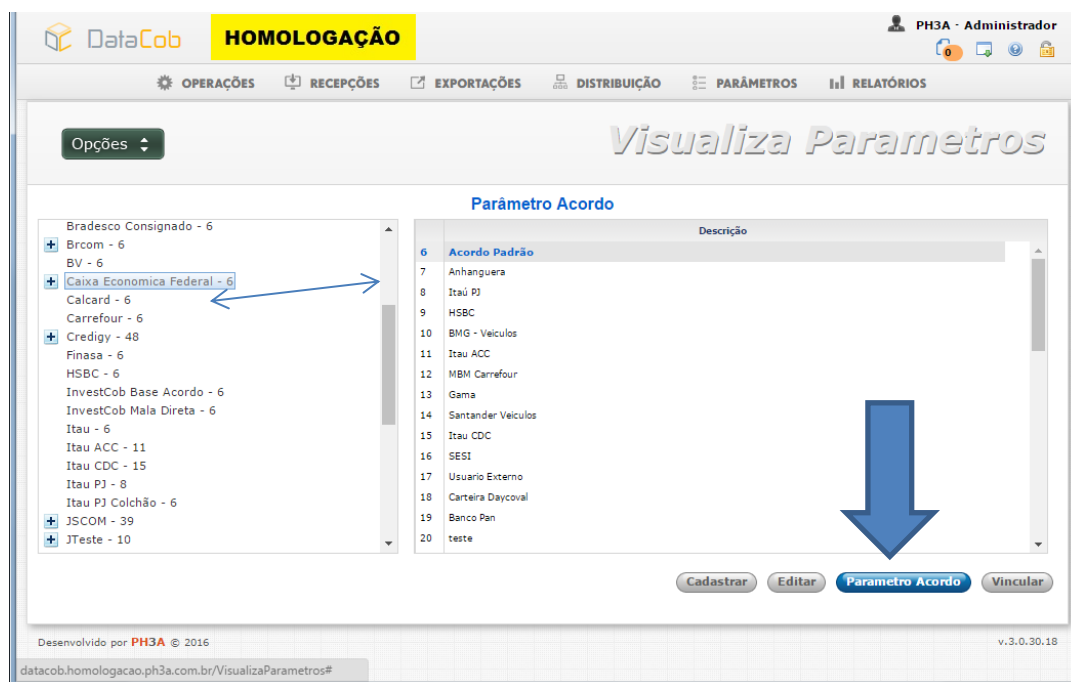 DataCob
HOMOLOGAÇÃO
PH3A - Administrador
0
OPERAÇÕES RECEPÇÕES EXPORTAÇÕES DISTRIBUIÇÃO PARÂMETROS RELATÓRIOS
Opções
Visualiza Parametros
Parâmetro Acordo
Bradesco Consignado - 6
Brcom - 6
BV - 6
Caixa Economica Federal - 6
Calcard - 6
Carrefour - 6
Credigy - 48
Finasa - 6
HSBC - 6
InvestCob Base Acordo - 6
InvestCob Mala Direta - 6
Itau - 6
Itau ACC - 11
Itau CDC - 15
Itau PJ - 8
Itau PJ Colchão - 6
JSCOM - 39
JTeste - 10
Descrição
6 Acordo Padrão
7 Anhanguera
8 Itaú PJ
9 HSBC
10 BMG - Veiculos
11 Itau ACC
12 MBM Carrefour
13 Gama
14 Santander Veiculos
15 Itau CDC
16 SESI
17 Usuario Externo
18 Carteira Daycoval
19 Banco Pan
20 teste
Cadastrar Editar Parametro Acordo Vincular
Desenvolvido por PH3A © 2016
v.3.0.30.18
datacob.homologacao.ph3a.com.br/VisualizaParametros#